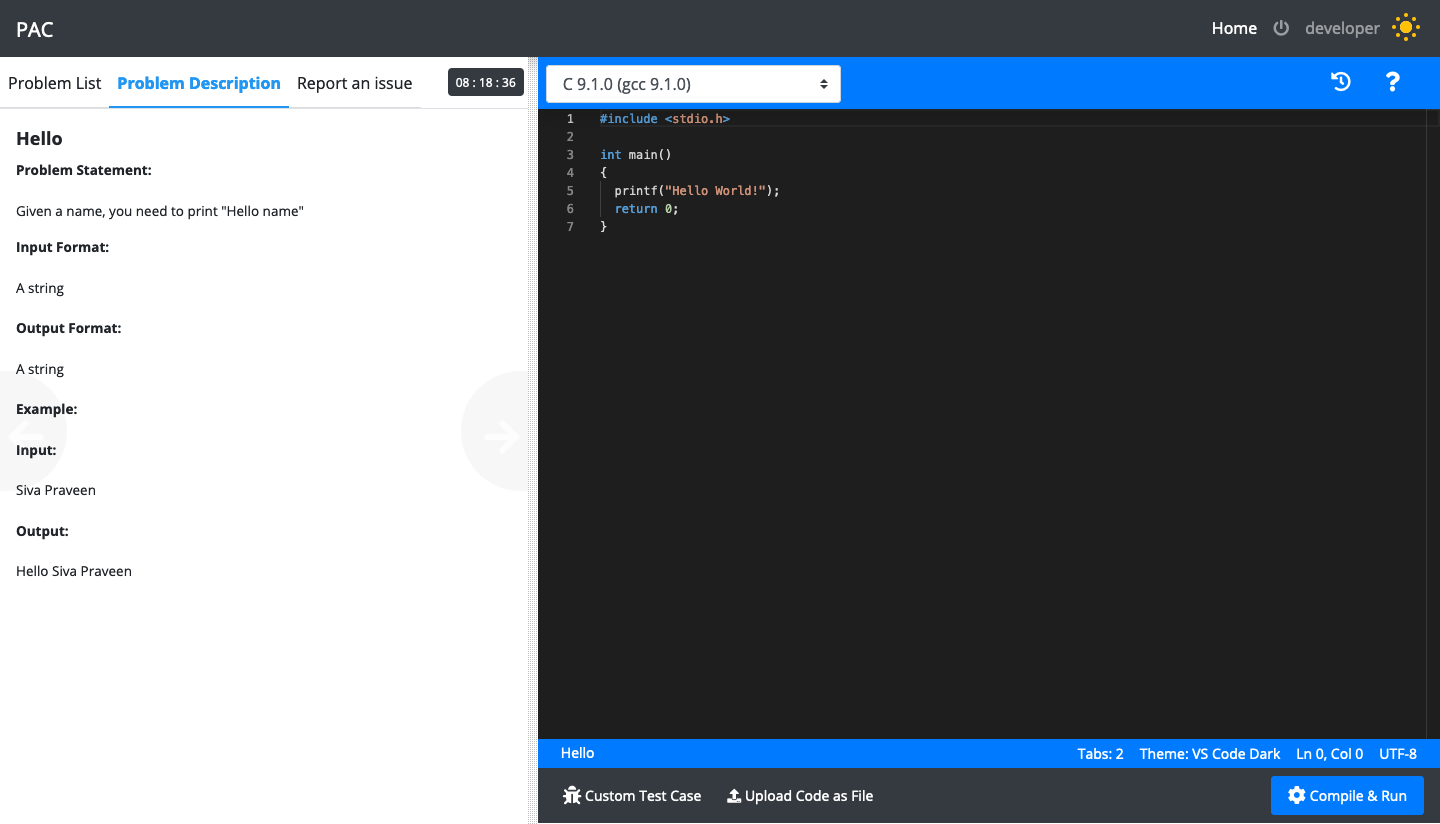 PAC
Home developer
Problem List Problem Description Report an issue 08 : 18 : 36
Hello
Problem Statement:
Given a name, you need to print "Hello name"
Input Format:
A string
Output Format:
A string
Example:
Input:
Siva Praveen
Output:
Hello Siva Praveen
C 9.1.0 (gcc 9.1.0) ?
1 #include <stdio.h>
2
3 int main()
4 {
5 printf("Hello World!");
6 return 0;
7 }
Hello Tabs: 2 Theme: VS Code Dark Ln 0, Col 0 UTF-8
Custom Test Case Upload Code as File Compile & Run